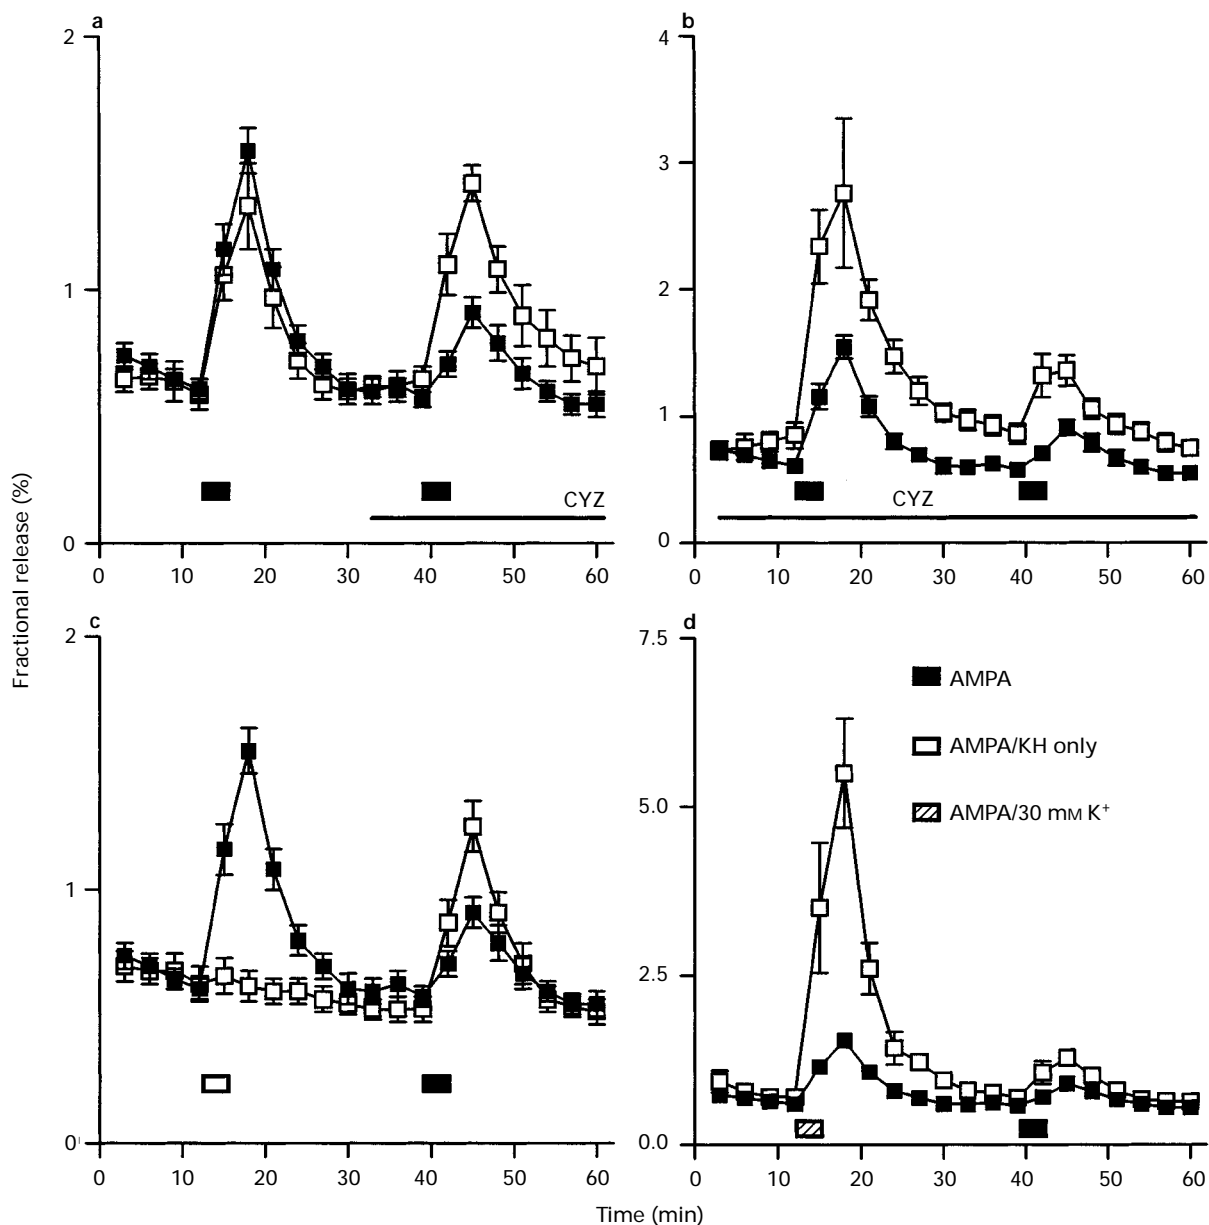 a
2
1
0
0 10 20 30 40 50 60
CYZ
b
4
3
2
1
0
0 10 20 30 40 50 60
CYZ
Fractional release (%)
c
2
1
0
0 10 20 30 40 50 60
d
7.5
5.0
2.5
0.0
0 10 20 30 40 50 60
AMPA
AMPA/KH only
AMPA/30 mM K⁺
Time (min)